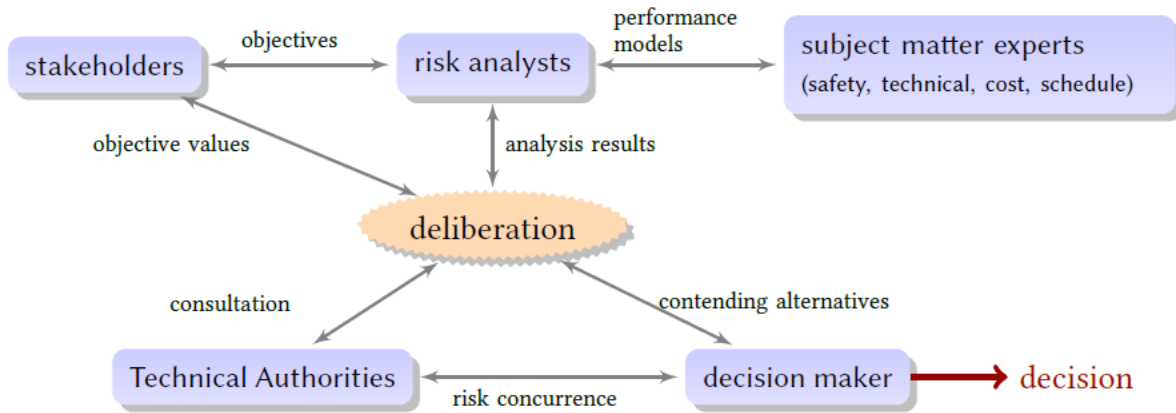 performance
models
objectives
stakeholders
risk analysts
subject matter experts
(safety, technical, cost, schedule)
objective values
analysis results
deliberation
consultation
contending alternatives
Technical Authorities
risk concurrence
decision maker
decision